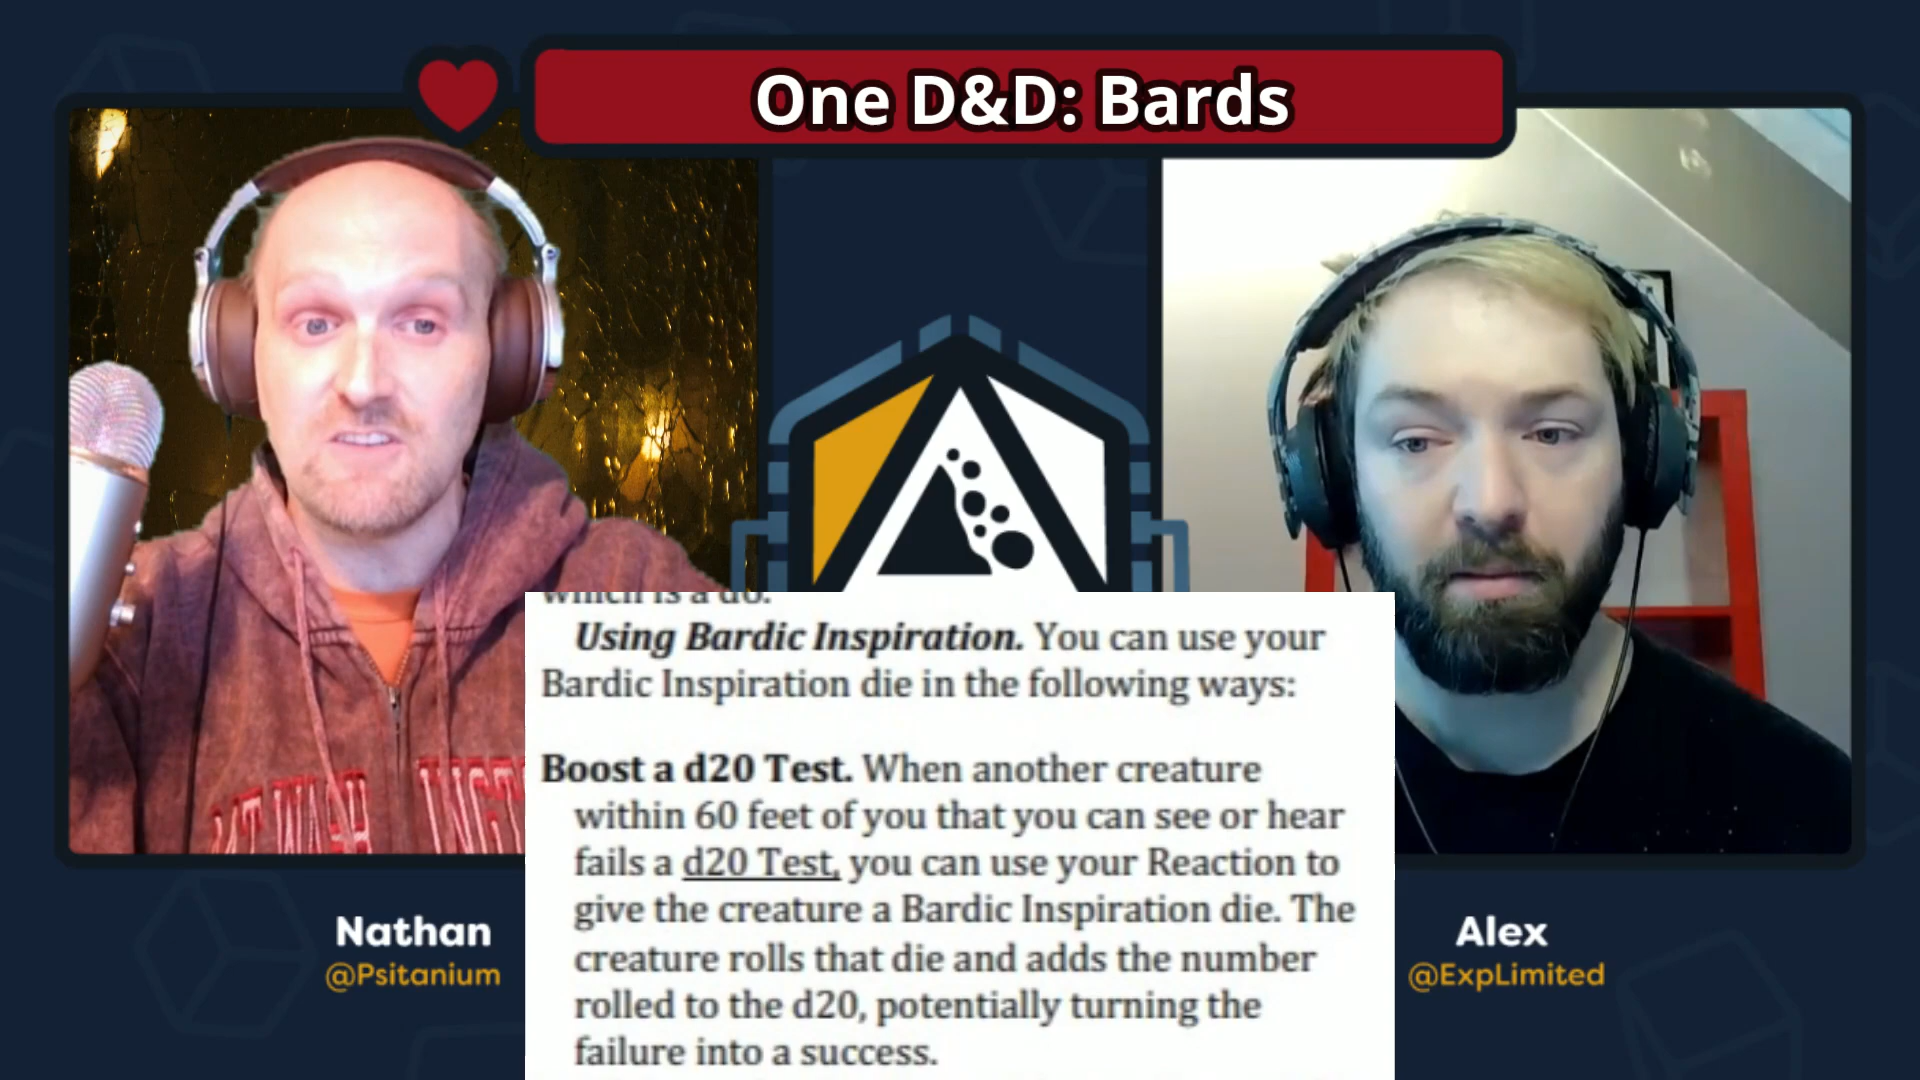 One D&D: Bards
which is a d6.
Using Bardic Inspiration. You can use your
Bardic Inspiration die in the following ways:
Boost a d20 Test. When another creature
within 60 feet of you that you can see or hear
fails a d20 Test, you can use your Reaction to
give the creature a Bardic Inspiration die. The
creature rolls that die and adds the number
rolled to the d20, potentially turning the
failure into a success.
Nathan
@Psitanium
Alex
@ExpLimited